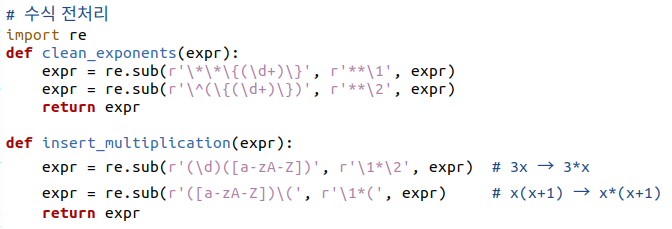 # 수식 전처리
import re
def clean_exponents(expr):
    expr = re.sub(r'\*\*\{(\d+)\}', r'**\1', expr)
    expr = re.sub(r'\^(\{(\d+)\})', r'**\2', expr)
    return expr

def insert_multiplication(expr):
    expr = re.sub(r'(\d)([a-zA-Z])', r'\1*\2', expr)  # 3x → 3*x
    expr = re.sub(r'([a-zA-Z])\(', r'\1*(', expr)     # x(x+1) → x*(x+1)
    return expr